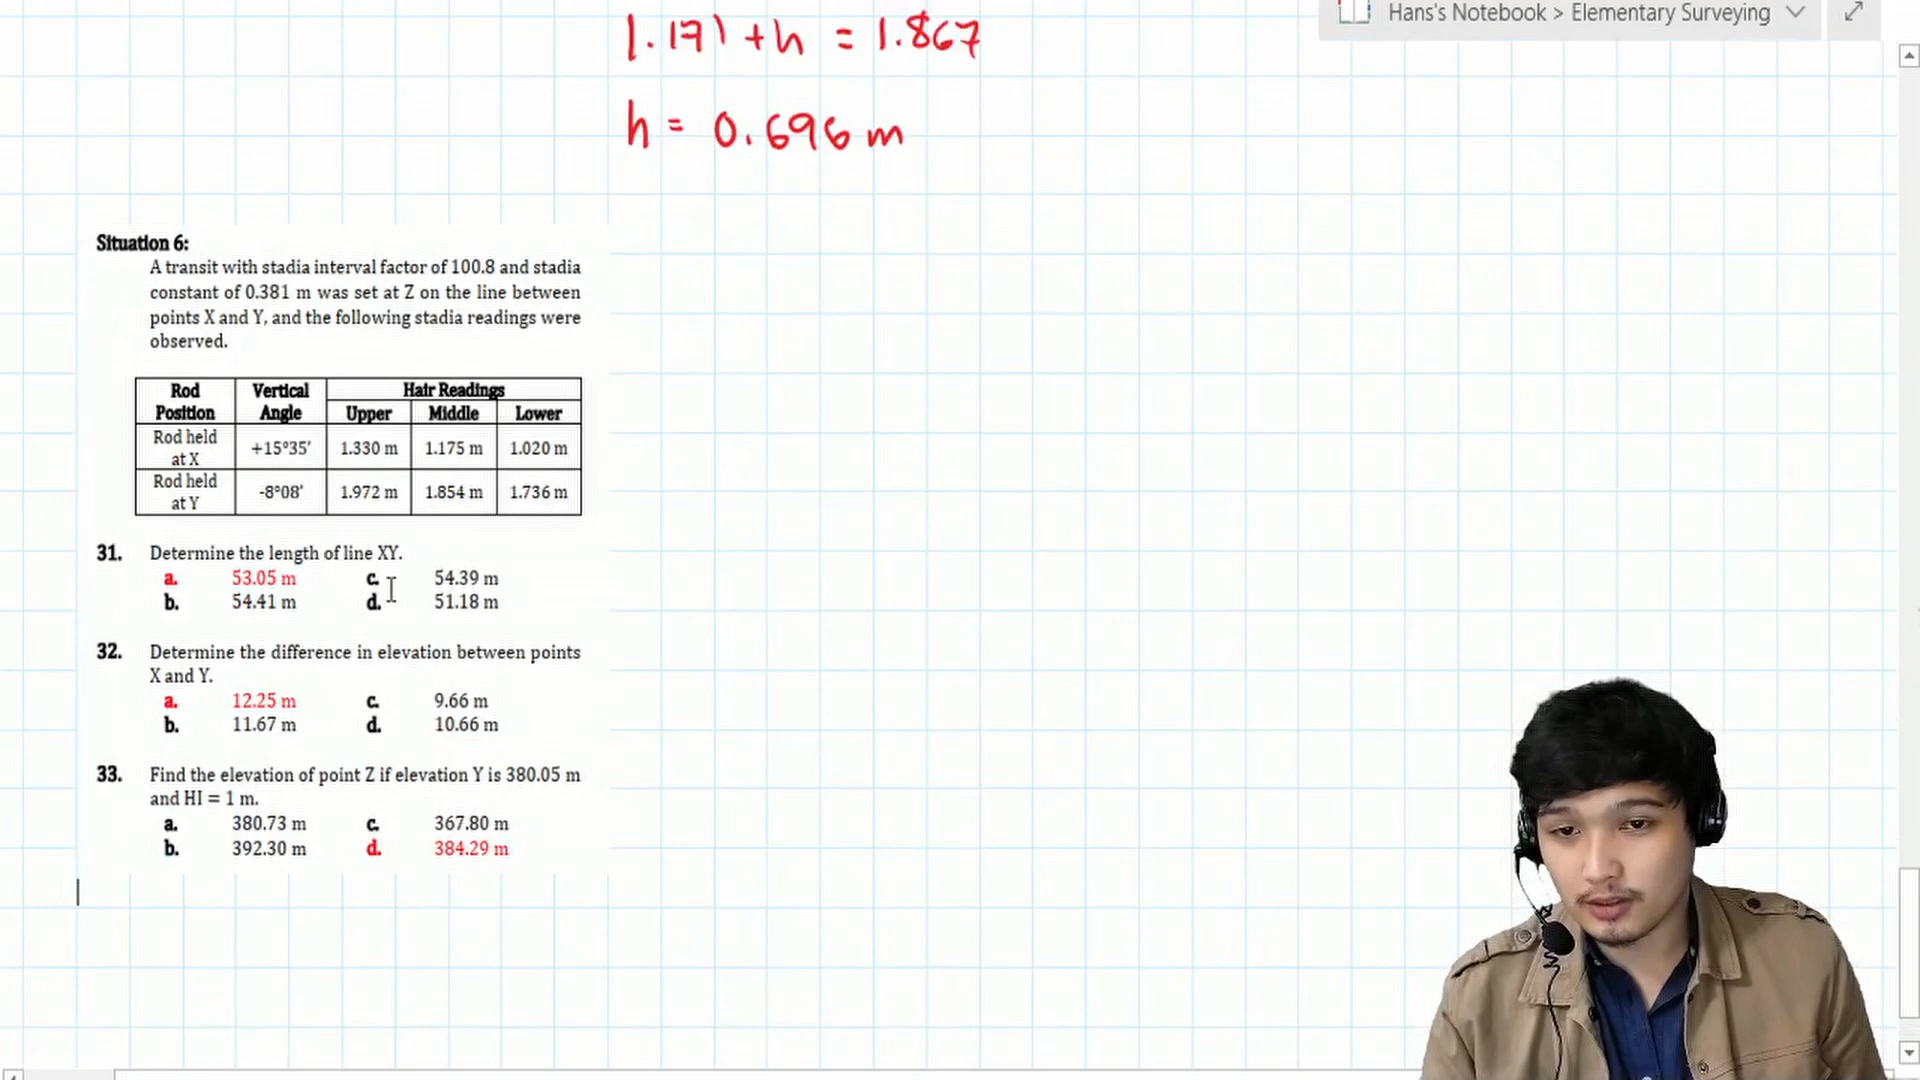 1.171 + h = 1.867
Hans's Notebook > Elementary Surveying
h = 0.696 m
Situation 6:
A transit with stadia interval factor of 100.8 and stadia
constant of 0.381 m was set at Z on the line between
points X and Y, and the following stadia readings were
observed.
Rod Position Vertical Angle Hair Readings
Upper Middle Lower
Rod held at X +15°35' 1.330 m 1.175 m 1.020 m
Rod held at Y -8°08' 1.972 m 1.854 m 1.736 m
31. Determine the length of line XY.
a. 53.05 m c. 54.39 m
b. 54.41 m d. 51.18 m
32. Determine the difference in elevation between points
X and Y.
a. 12.25 m c. 9.66 m
b. 11.67 m d. 10.66 m
33. Find the elevation of point Z if elevation Y is 380.05 m
and HI = 1 m.
a. 380.73 m c. 367.80 m
b. 392.30 m d. 384.29 m